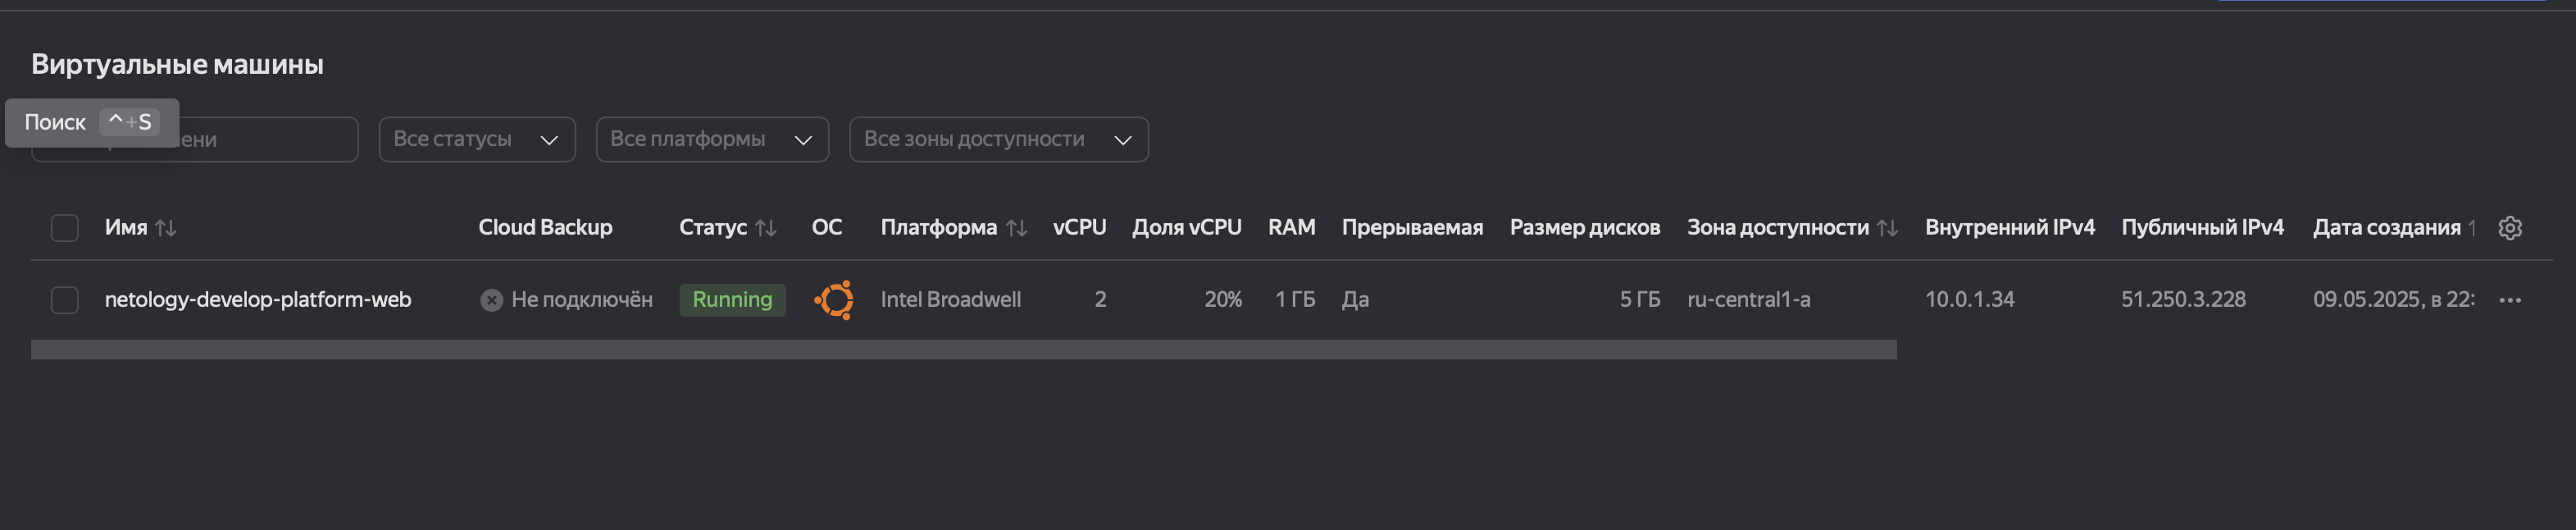 Виртуальные машины
Поиск ^+S
ени
Все статусы
Все платформы
Все зоны доступности
Имя Cloud Backup Статус ОС Платформа vCPU Доля vCPU RAM Прерываемая Размер дисков Зона доступности Внутренний IPv4 Публичный IPv4 Дата создания
netology-develop-platform-web Не подключён Running Intel Broadwell 2 20% 1 ГБ Да 5 ГБ ru-central1-a 10.0.1.34 51.250.3.228 09.05.2025, в 22: